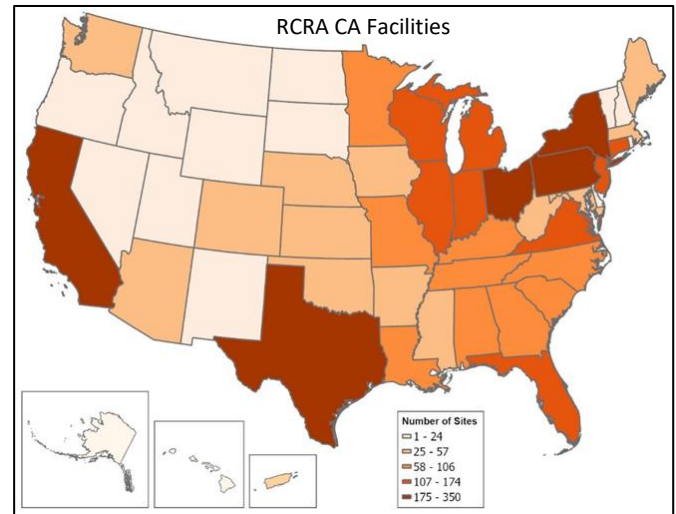 RCRA CA Facilities
Number of Sites
1 - 24
25 - 57
58 - 106
107 - 174
175 - 350